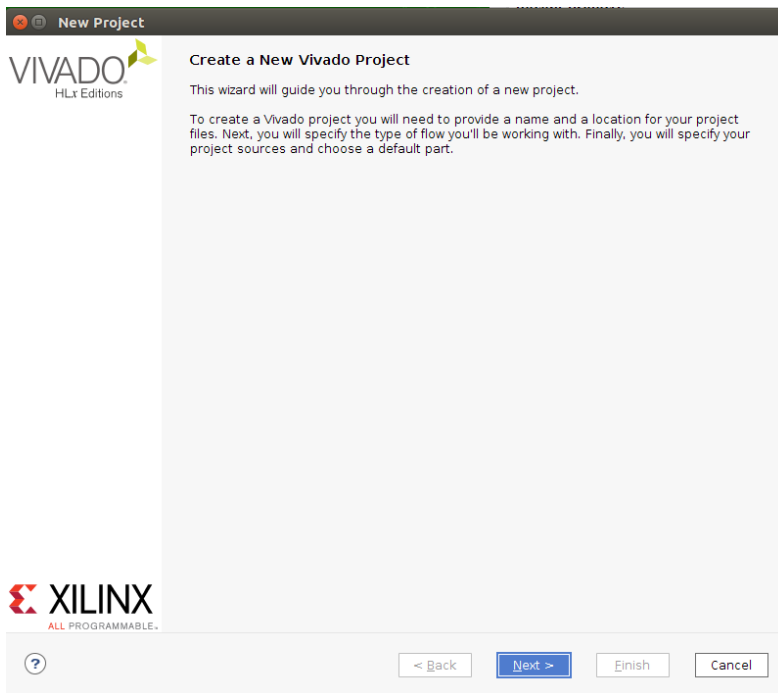 New Project
VIVADO
HLx Editions
Create a New Vivado Project
This wizard will guide you through the creation of a new project.
To create a Vivado project you will need to provide a name and a location for your project
files. Next, you will specify the type of flow you'll be working with. Finally, you will specify your
project sources and choose a default part.
XILINX
ALL PROGRAMMABLE™
?
< Back
Next >
Finish
Cancel